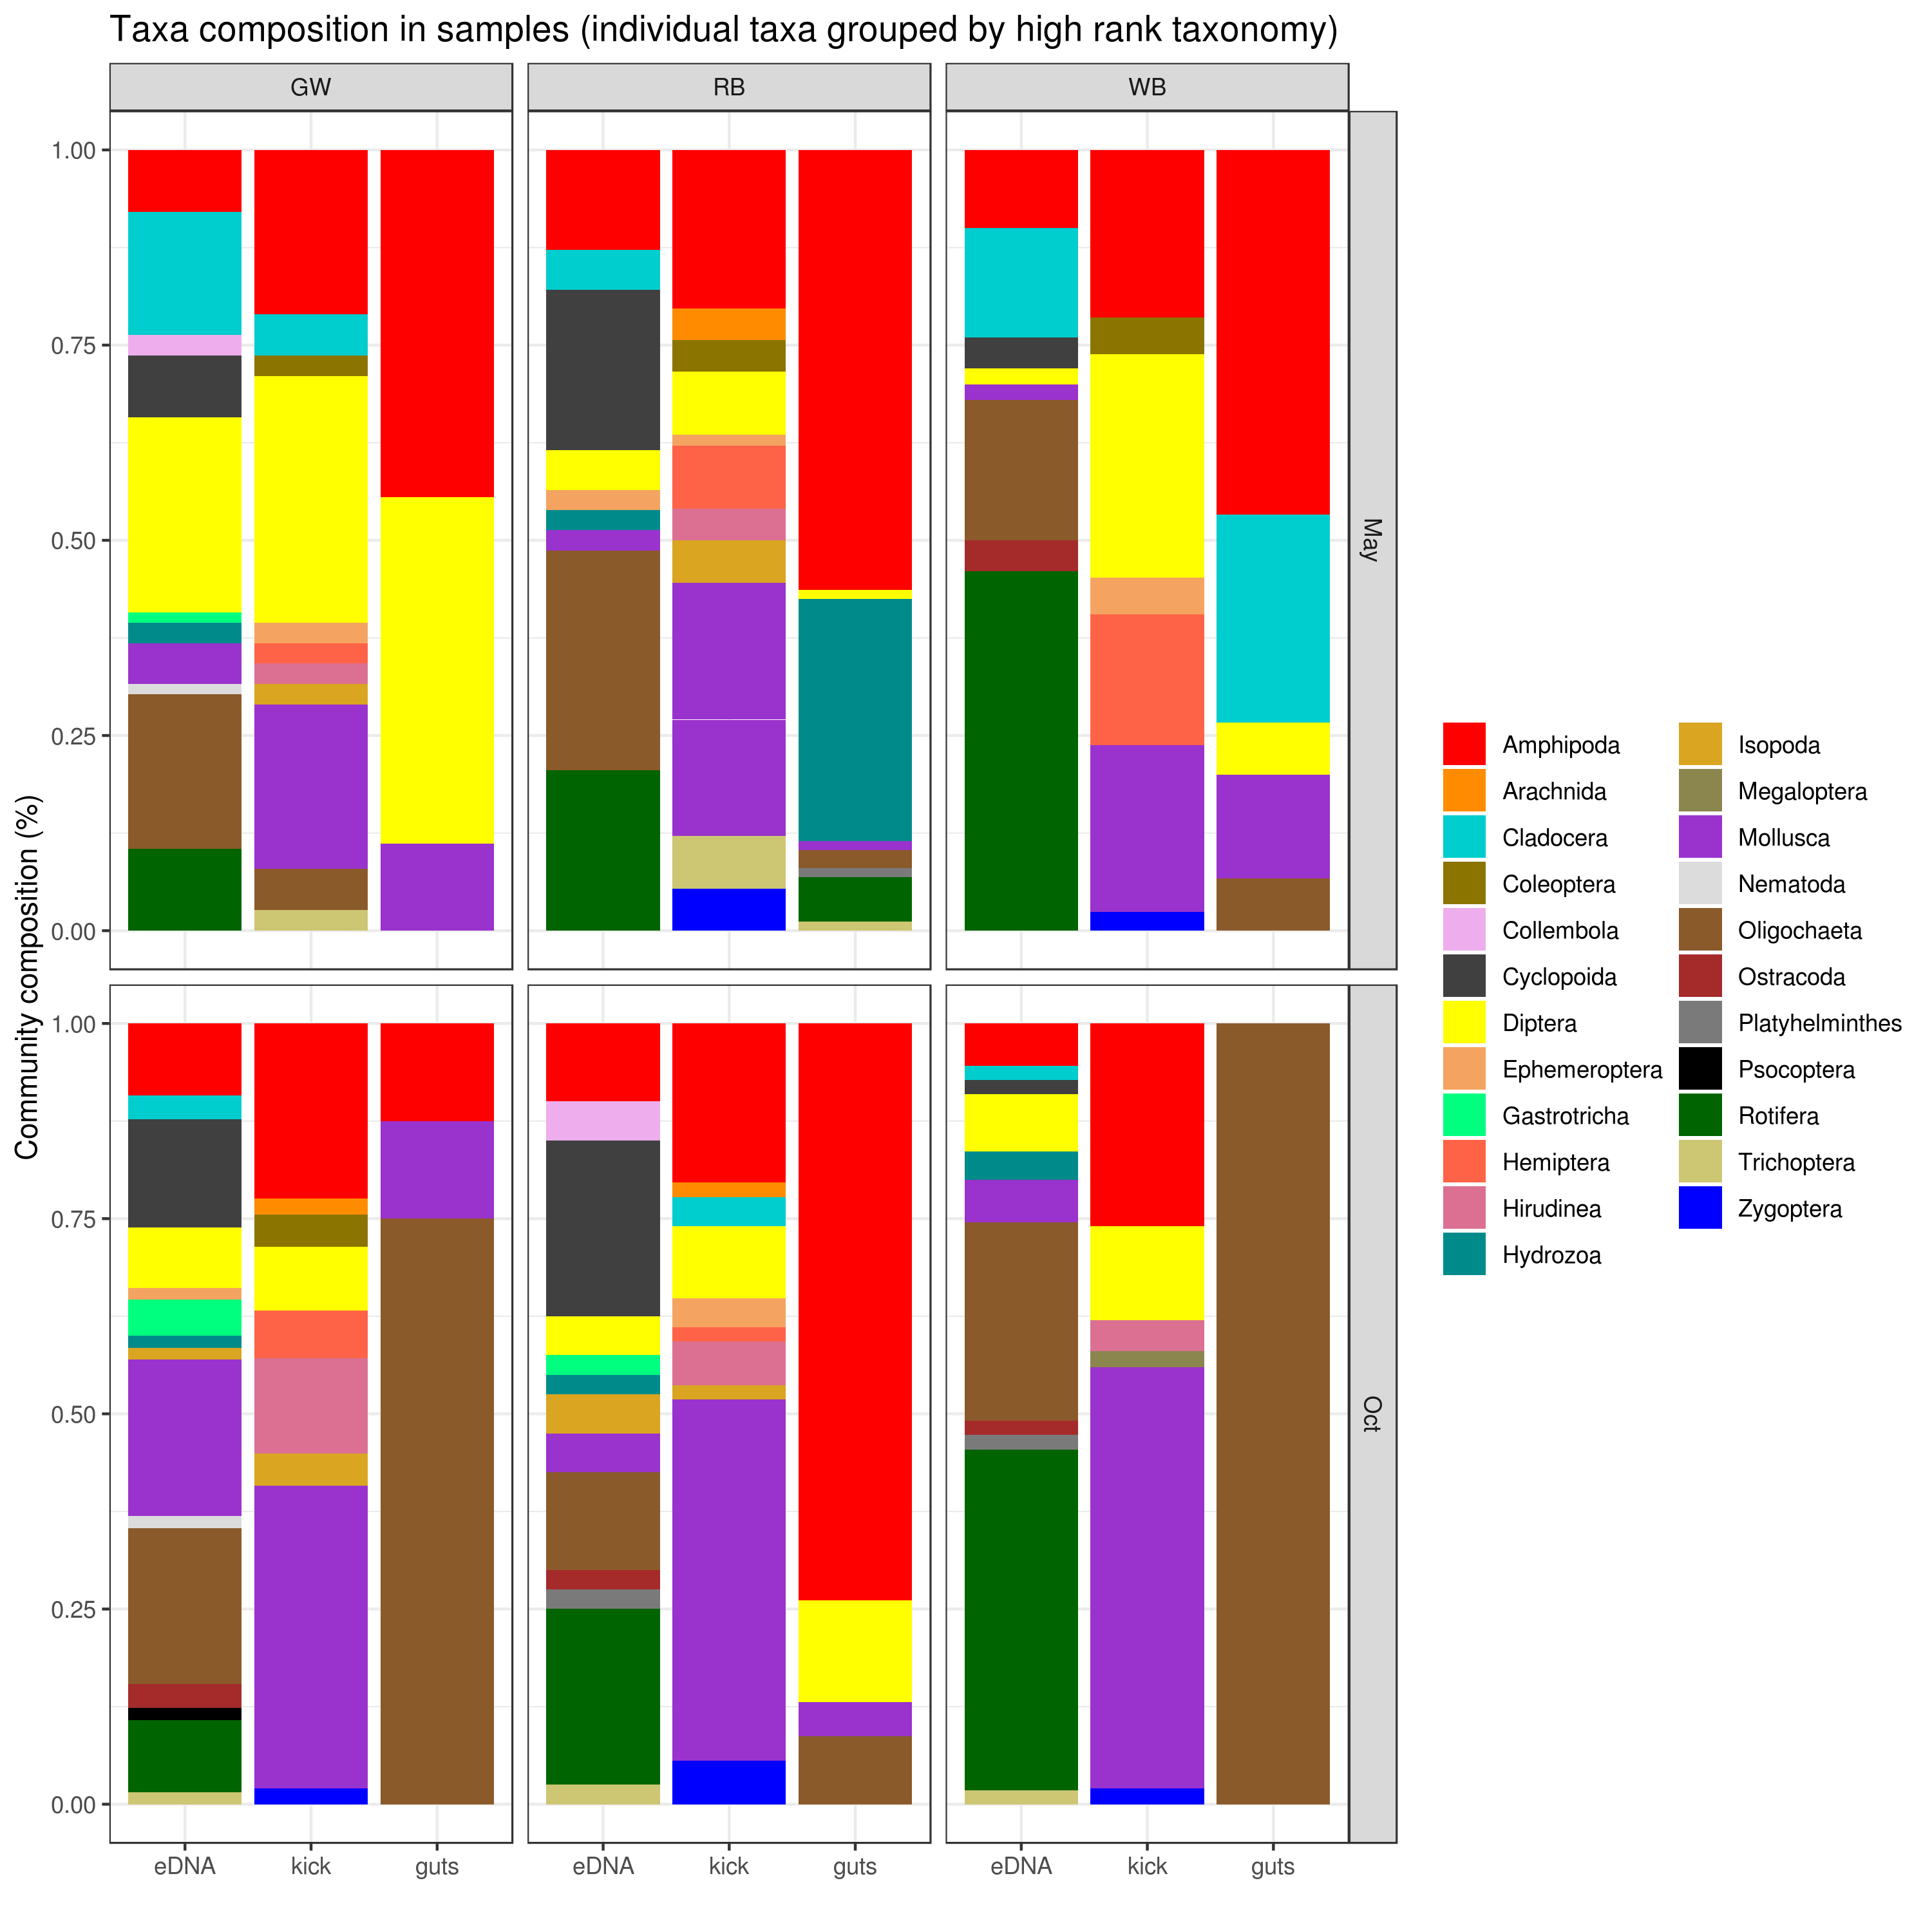 Taxa composition in samples (individual taxa grouped by high rank taxonomy)
GW
RB
WB
Community composition (%)
1.00
0.75
0.50
0.25
0.00
May
1.00
0.75
0.50
0.25
0.00
Oct
eDNA
kick
guts
eDNA
kick
guts
eDNA
kick
guts
Amphipoda
Arachnida
Cladocera
Coleoptera
Collembola
Cyclopoida
Diptera
Ephemeroptera
Gastrotricha
Hemiptera
Hirudinea
Hydrozoa
Isopoda
Megaloptera
Mollusca
Nematoda
Oligochaeta
Ostracoda
Platyhelminthes
Psocoptera
Rotifera
Trichoptera
Zygoptera